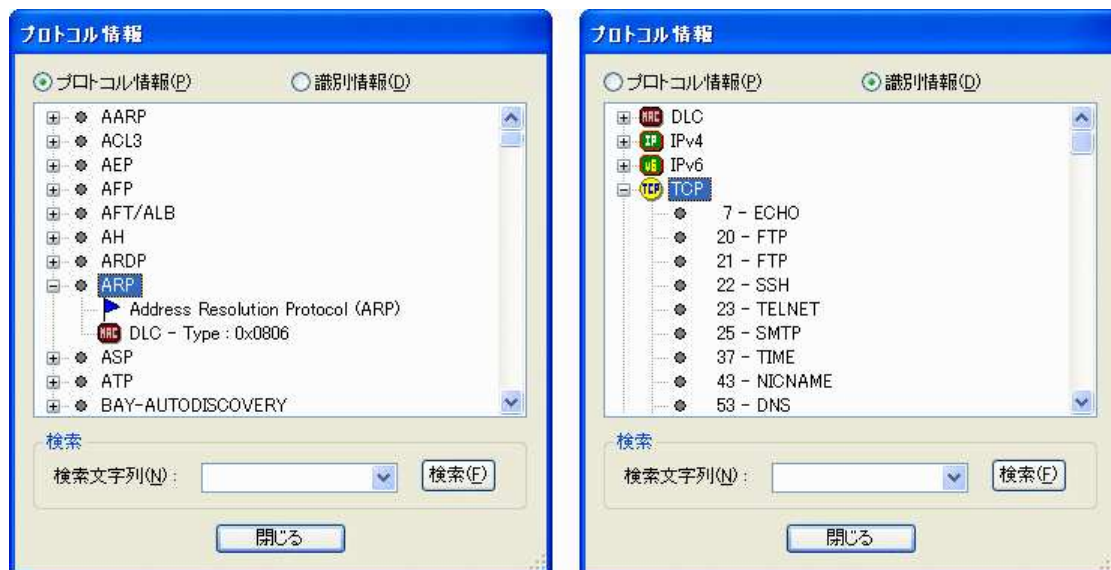 プロトコル情報
プロトコル情報(P) 識別情報(D)
AARP
ACL3
AEP
AFP
AFT/ALB
AH
ARDP
ARP
Address Resolution Protocol (ARP)
MAC DLC - Type : 0x0806
ASP
ATP
BAY-AUTODISCOVERY
検索
検索文字列(N) : 検索(F)
閉じる
プロトコル情報
プロトコル情報(P) 識別情報(D)
MAC DLC
IP IPv4
v6 IPv6
TCP TCP
7 - ECHO
20 - FTP
21 - FTP
22 - SSH
23 - TELNET
25 - SMTP
37 - TIME
43 - NICNAME
53 - DNS
検索
検索文字列(N) : 検索(F)
閉じる